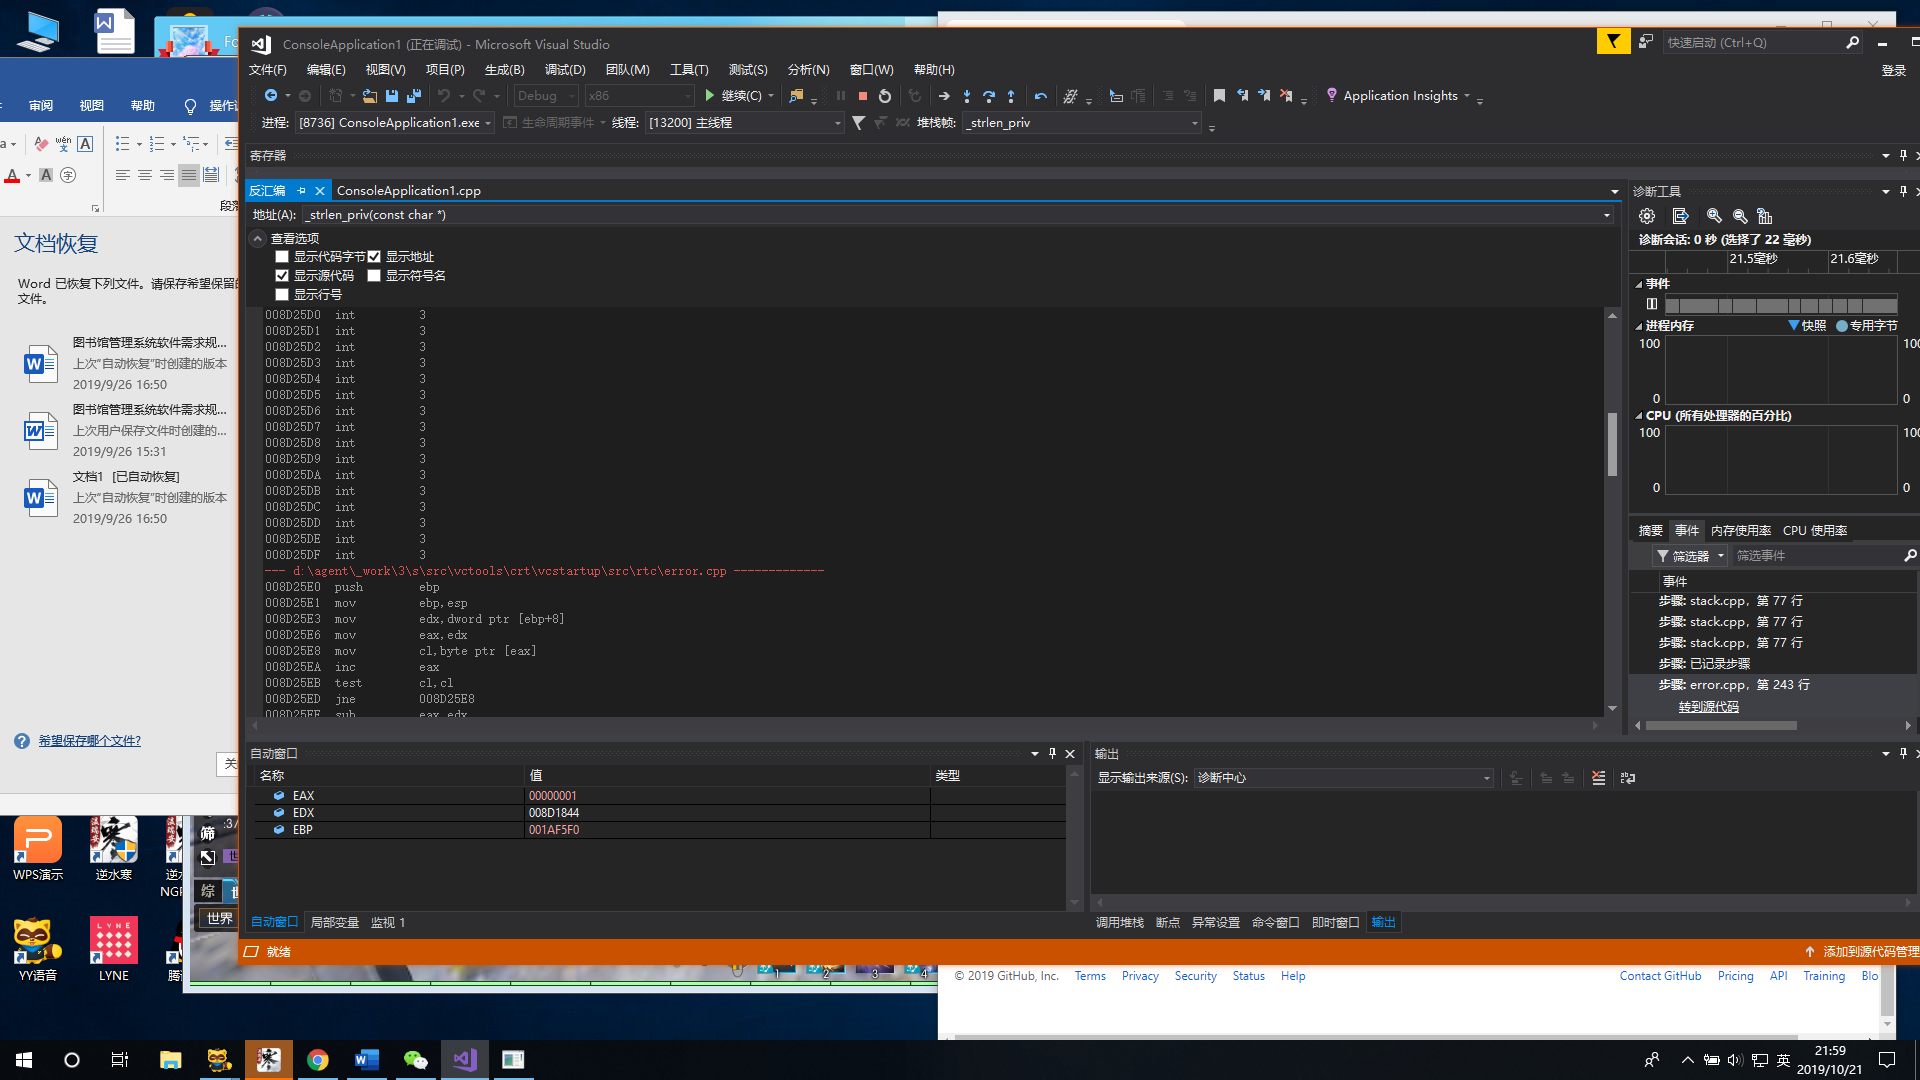 ConsoleApplication1 (正在调试) - Microsoft Visual Studio
快速启动 (Ctrl+Q)
文件(F) 编辑(E) 视图(V) 项目(P) 生成(B) 调试(D) 团队(M) 工具(T) 测试(S) 分析(N) 窗口(W) 帮助(H)
登录
Debug x86 继续(C) Application Insights
进程: [8736] ConsoleApplication1.exe 生命周期事件 线程: [13200] 主线程 堆栈帧: _strlen_priv
寄存器
反汇编 ConsoleApplication1.cpp
地址(A): _strlen_priv(const char *)
查看选项
显示代码字节 显示地址
显示源代码 显示符号名
显示行号
008D25D0 int 3
008D25D1 int 3
008D25D2 int 3
008D25D3 int 3
008D25D4 int 3
008D25D5 int 3
008D25D6 int 3
008D25D7 int 3
008D25D8 int 3
008D25D9 int 3
008D25DA int 3
008D25DB int 3
008D25DC int 3
008D25DD int 3
008D25DE int 3
008D25DF int 3
--- d:\agent\_work\3\s\src\vctools\crt\vcstartup\src\rtc\error.cpp -------------
008D25E0 push ebp
008D25E1 mov ebp,esp
008D25E3 mov edx,dword ptr [ebp+8]
008D25E6 mov eax,edx
008D25E8 mov cl,byte ptr [eax]
008D25EA inc eax
008D25EB test cl,cl
008D25ED jne 008D25E8
008D25EF sub eax,edx
诊断工具
诊断会话: 0 秒 (选择了 22 毫秒)
21.5毫秒 21.6毫秒
事件
进程内存 快照 专用字节
100 100
0 0
CPU (所有处理器的百分比)
100 100
0 0
摘要 事件 内存使用率 CPU 使用率
筛选器 筛选事件
事件
步骤: stack.cpp，第 77 行
步骤: stack.cpp，第 77 行
步骤: stack.cpp，第 77 行
步骤: 已记录步骤
步骤: error.cpp，第 243 行
转到源代码
自动窗口
名称 值 类型
EAX 00000001
EDX 008D1844
EBP 001AF5F0
自动窗口 局部变量 监视 1
输出
显示输出来源(S): 诊断中心
调用堆栈 断点 异常设置 命令窗口 即时窗口 输出
就绪
添加到源代码管理
审阅 视图 帮助 操作
文档恢复
Word 已恢复下列文件。请保存希望保留的
文件。
图书馆管理系统软件需求规...
上次“自动恢复”时创建的版本
2019/9/26 16:50
图书馆管理系统软件需求规...
上次用户保存文件时创建的...
2019/9/26 15:31
文档1 [已自动恢复]
上次“自动恢复”时创建的版本
2019/9/26 16:50
希望保存哪个文件?
关
WPS演示
逆水寒
YY语音
LYNE
LYNE
综
世界
1 2 3 4
© 2019 GitHub, Inc. Terms Privacy Security Status Help
Contact GitHub Pricing API Training Blo
英
21:59
2019/10/21